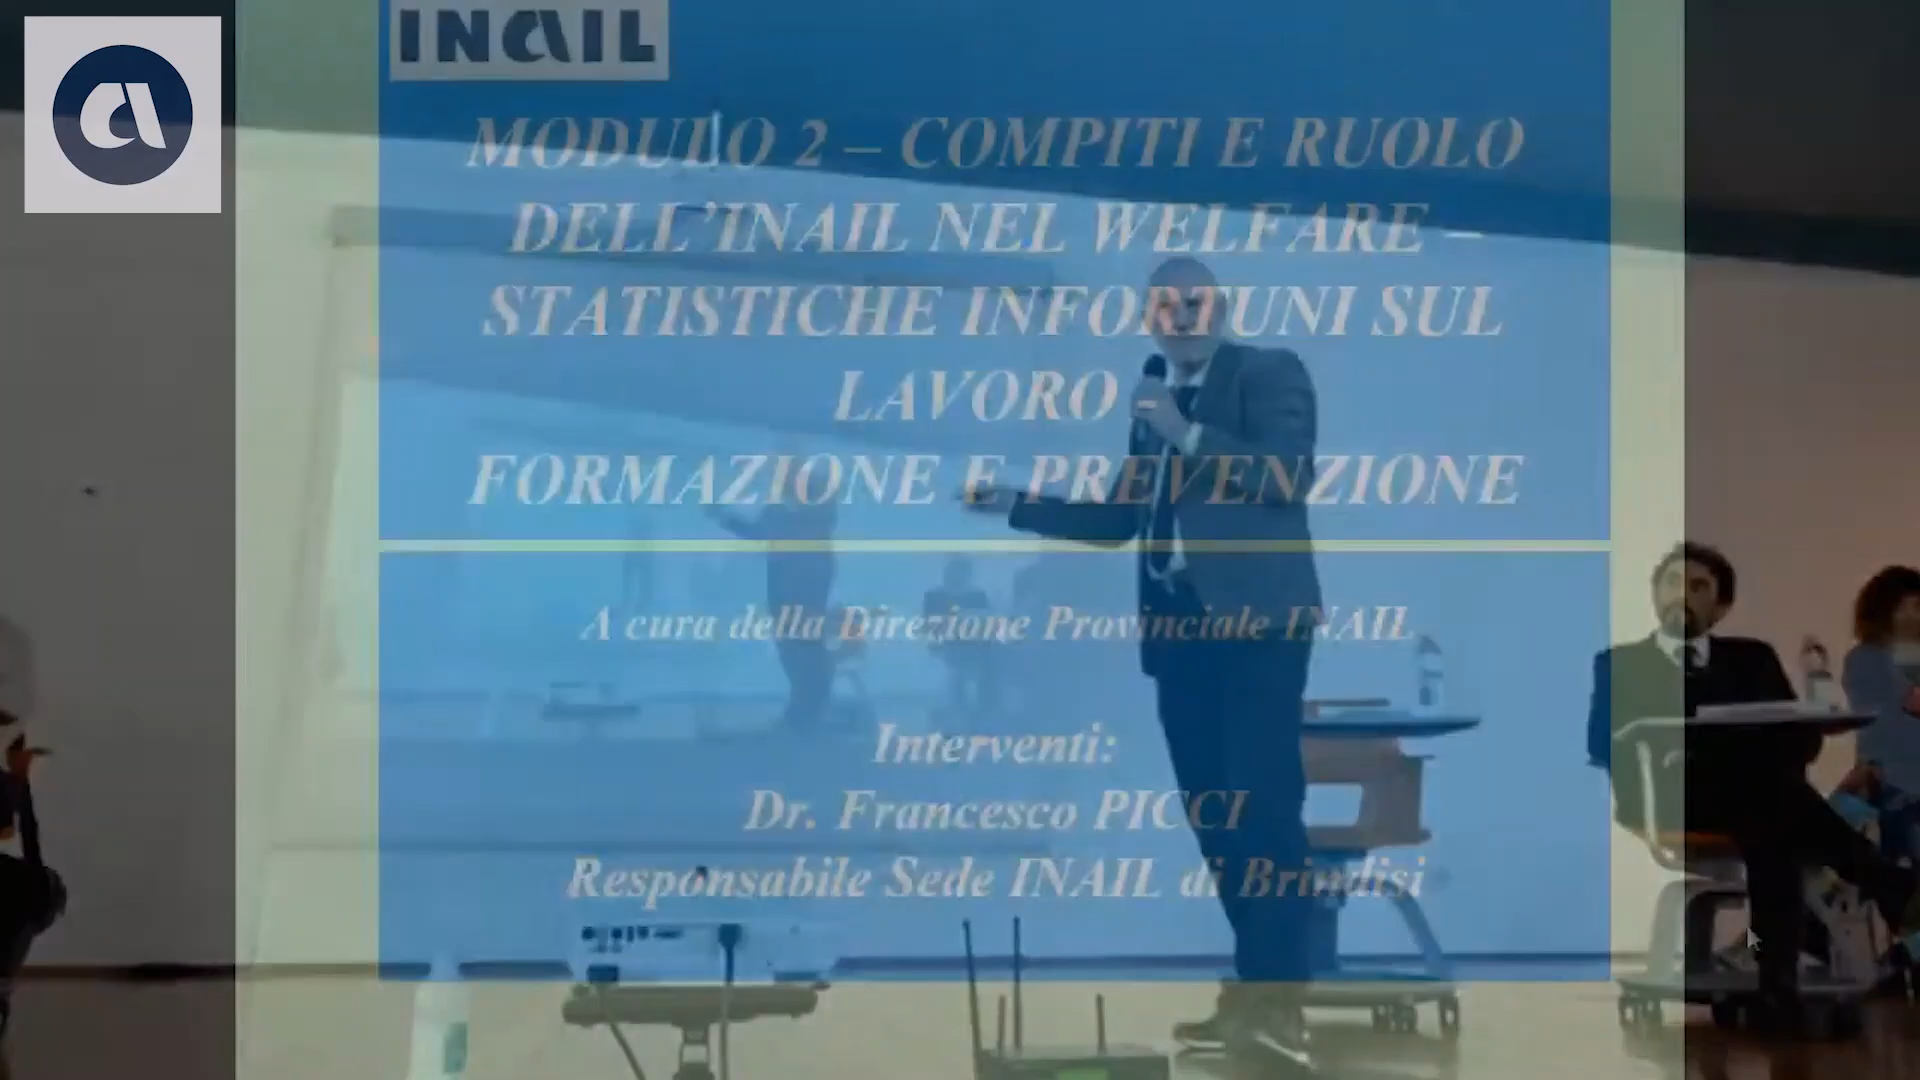 INAIL
MODULO 2 – COMPITI E RUOLO
DELL'INAIL NEL WELFARE –
STATISTICHE INFORTUNI SUL
LAVORO -
FORMAZIONE E PREVENZIONE
A cura della Direzione Provinciale INAIL
Interventi:
Dr. Francesco PICCI
Responsabile Sede INAIL di Brindisi